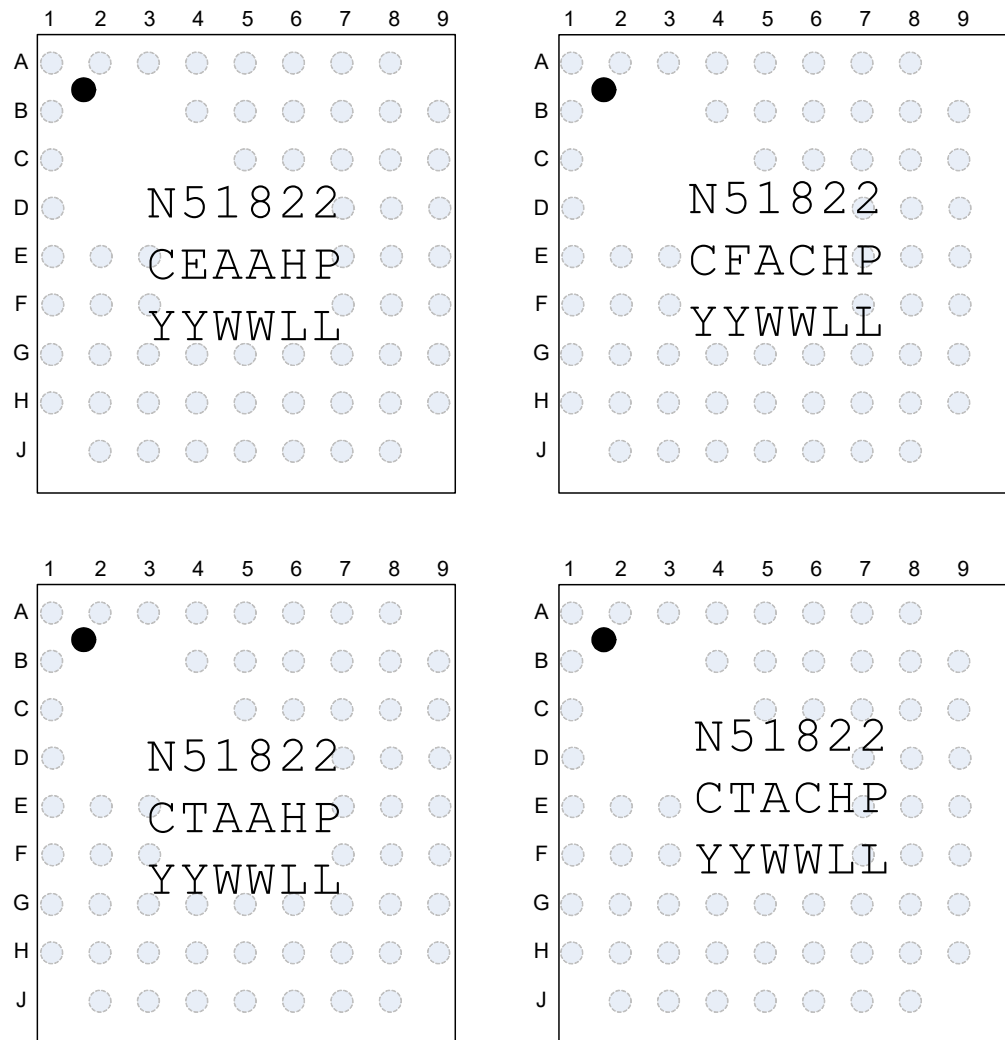 1 2 3 4 5 6 7 8 9
A
B
C
D
E
F
G
H
J
N51822
CEAAHP
YYWWLL
1 2 3 4 5 6 7 8 9
A
B
C
D
E
F
G
H
J
N51822
CFACHP
YYWWLL
1 2 3 4 5 6 7 8 9
A
B
C
D
E
F
G
H
J
N51822
CTAAHP
YYWWLL
1 2 3 4 5 6 7 8 9
A
B
C
D
E
F
G
H
J
N51822
CTACHP
YYWWLL